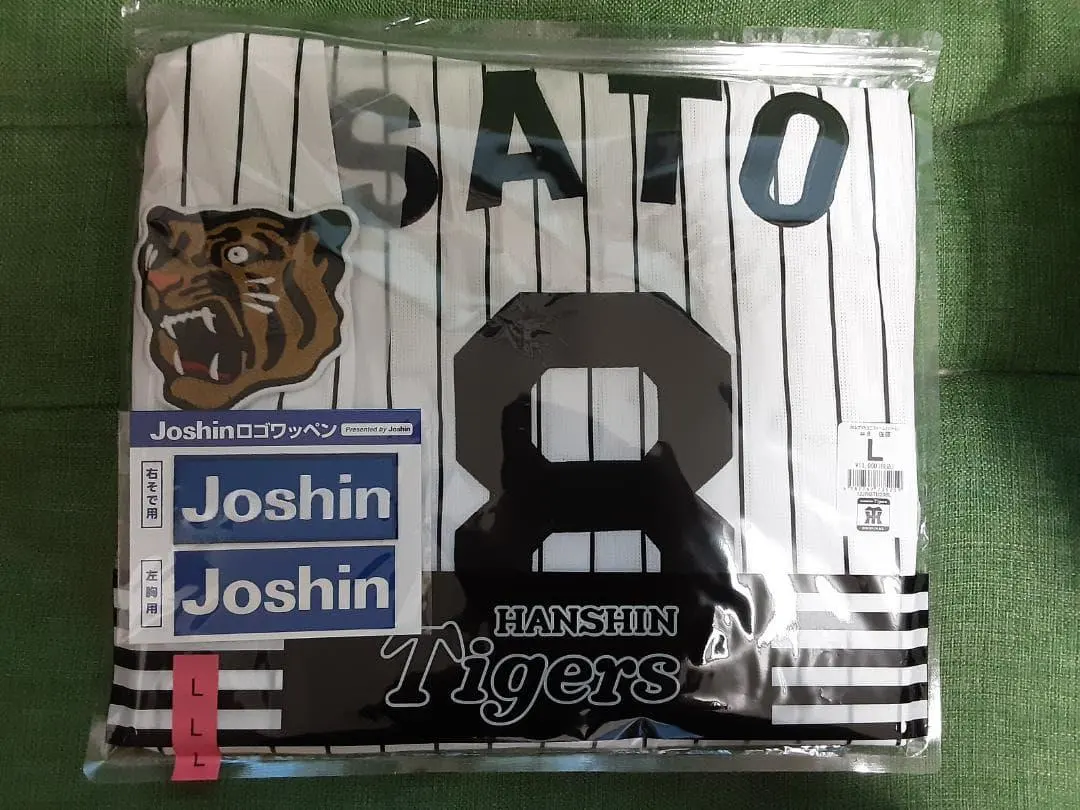 SATO
8
Joshinロゴワッペン
Presented by Joshin
右そで用
Joshin
左胸用
Joshin
L
HANSHIN
Tigers
L
L
L